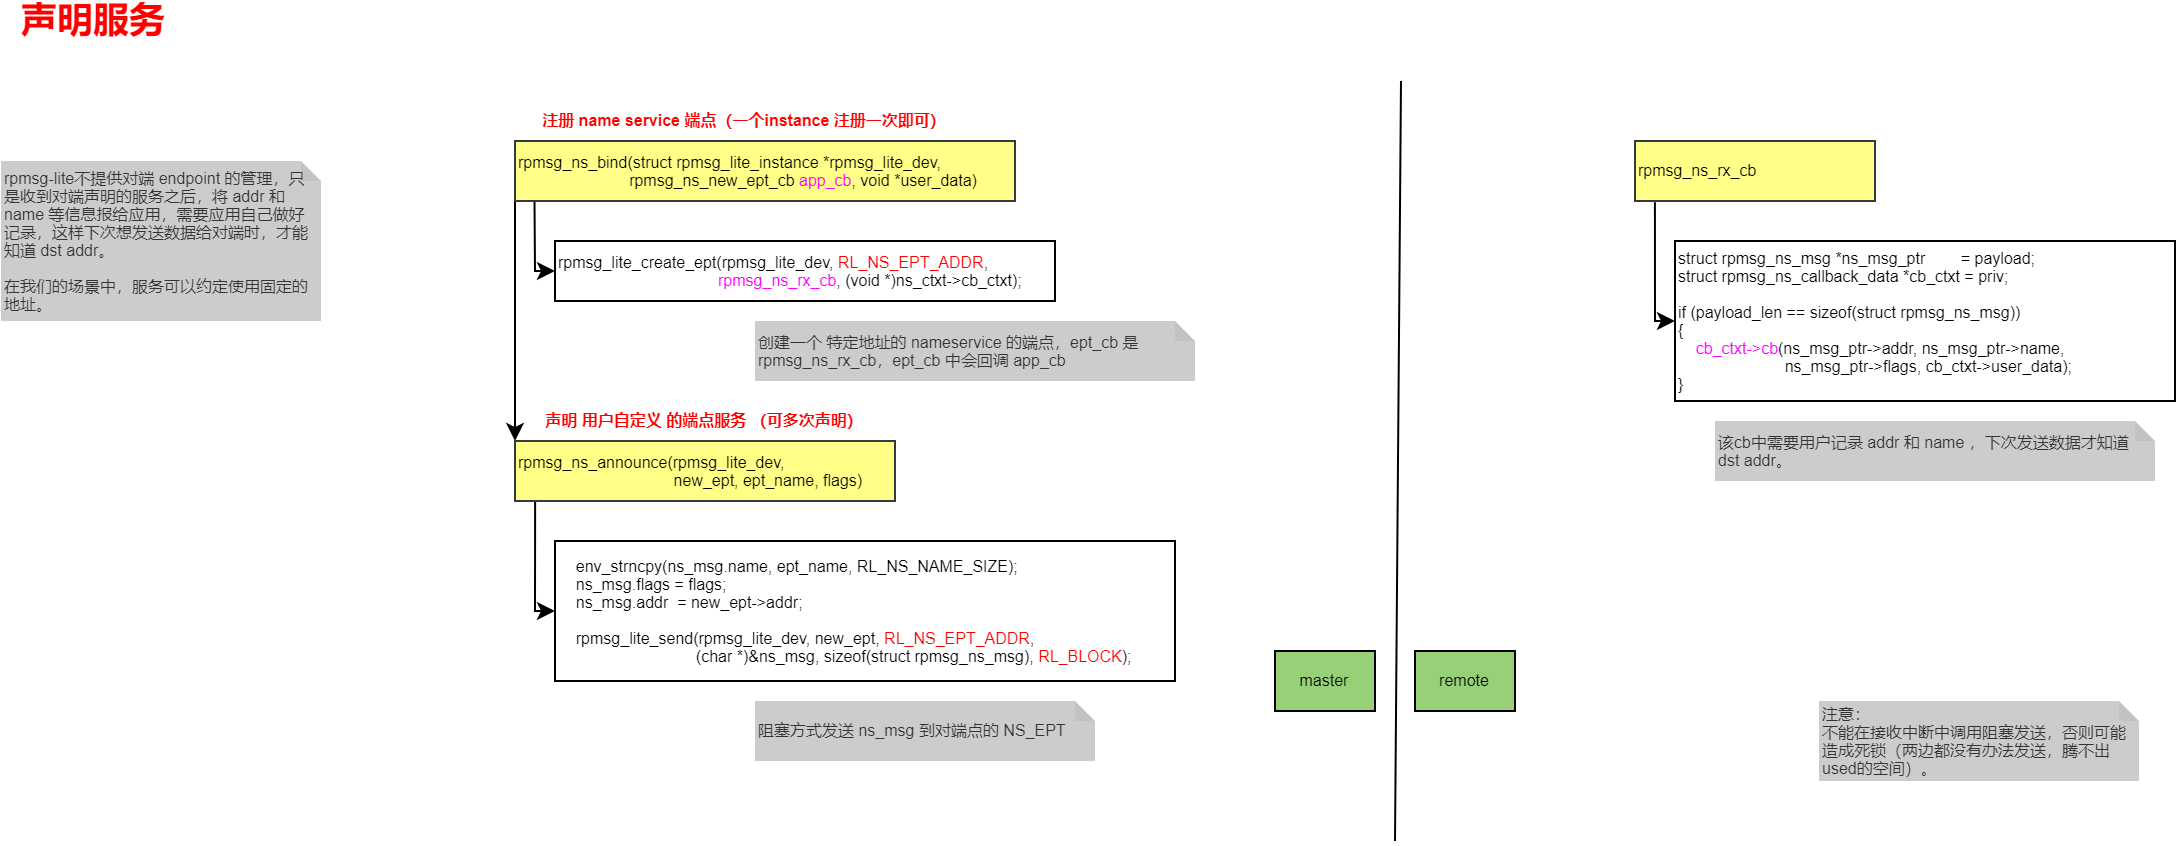 声明服务
rpmsg-lite不提供对端 endpoint 的管理，只
是收到对端声明的服务之后，将 addr 和
name 等信息报给应用，需要应用自己做好
记录，这样下次想发送数据给对端时，才能
知道 dst addr。
在我们的场景中，服务可以约定使用固定的
地址。
注册 name service 端点（一个instance 注册一次即可）
rpmsg_ns_bind(struct rpmsg_lite_instance *rpmsg_lite_dev,
rpmsg_ns_new_ept_cb app_cb, void *user_data)
rpmsg_lite_create_ept(rpmsg_lite_dev, RL_NS_EPT_ADDR,
rpmsg_ns_rx_cb, (void *)ns_ctxt->cb_ctxt);
创建一个 特定地址的 nameservice 的端点，ept_cb 是
rpmsg_ns_rx_cb，ept_cb 中会回调 app_cb
声明 用户自定义 的端点服务 （可多次声明）
rpmsg_ns_announce(rpmsg_lite_dev,
new_ept, ept_name, flags)
env_strncpy(ns_msg.name, ept_name, RL_NS_NAME_SIZE);
ns_msg.flags = flags;
ns_msg.addr  = new_ept->addr;
rpmsg_lite_send(rpmsg_lite_dev, new_ept, RL_NS_EPT_ADDR,
(char *)&ns_msg, sizeof(struct rpmsg_ns_msg), RL_BLOCK);
阻塞方式发送 ns_msg 到对端点的 NS_EPT
master
remote
rpmsg_ns_rx_cb
struct rpmsg_ns_msg *ns_msg_ptr        = payload;
struct rpmsg_ns_callback_data *cb_ctxt = priv;
if (payload_len == sizeof(struct rpmsg_ns_msg))
{
cb_ctxt->cb(ns_msg_ptr->addr, ns_msg_ptr->name,
ns_msg_ptr->flags, cb_ctxt->user_data);
}
该cb中需要用户记录 addr 和 name ，下次发送数据才知道
dst addr。
注意：
不能在接收中断中调用阻塞发送，否则可能
造成死锁（两边都没有办法发送，腾不出
used的空间）。